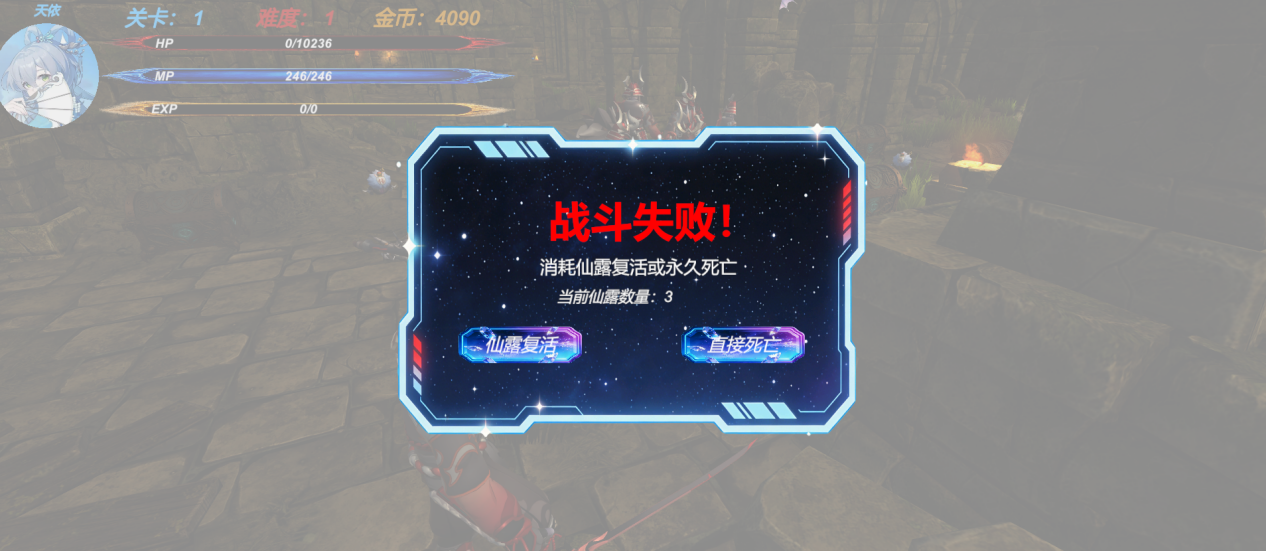 天依
关卡： 1 难度： 1 金币：4090
HP 0/10236
MP 246/246
EXP 0/0
战斗失败！
消耗仙露复活或永久死亡
当前仙露数量：3
仙露复活 直接死亡